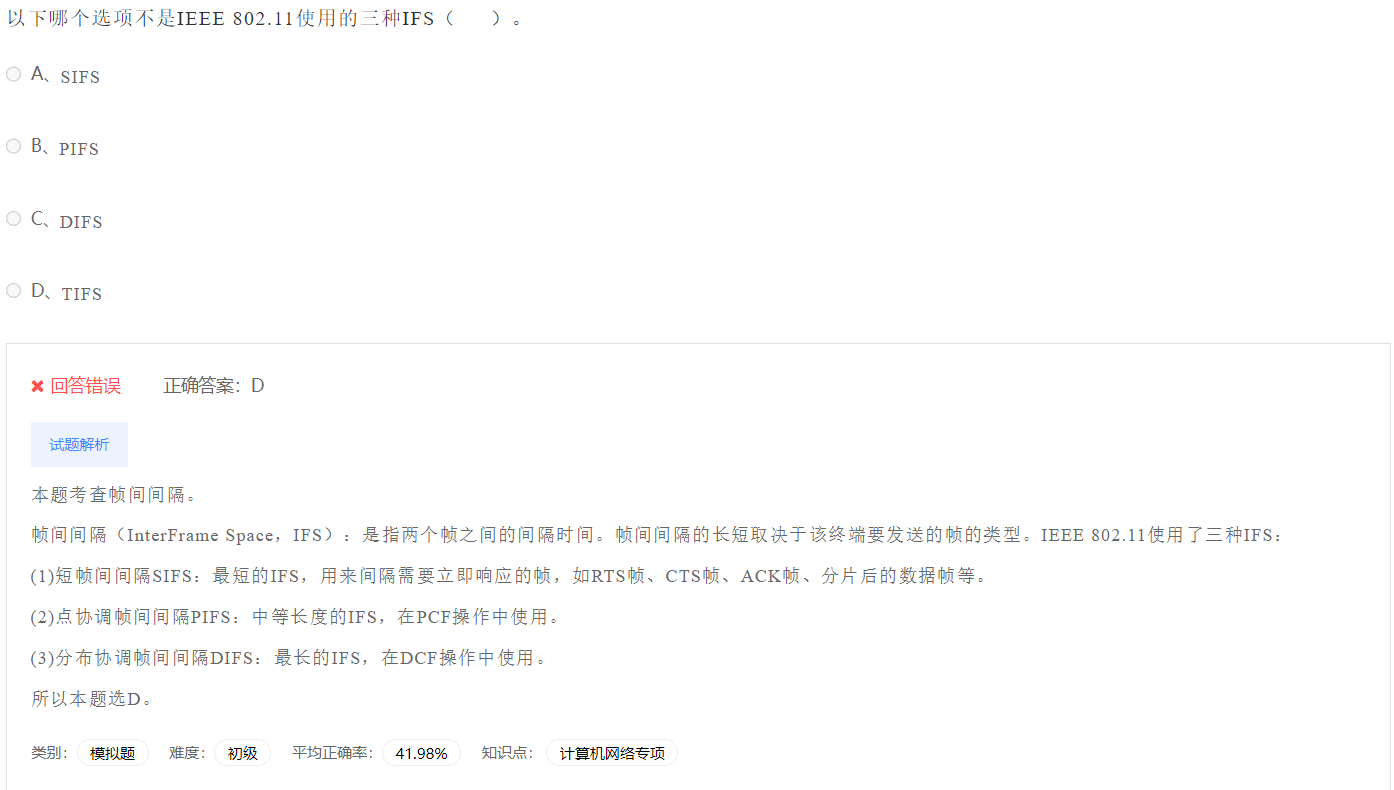 以下哪个选项不是IEEE 802.11使用的三种IFS（　　）。
A、SIFS
B、PIFS
C、DIFS
D、TIFS
回答错误 正确答案：D
试题解析
本题考查帧间间隔。
帧间间隔（InterFrame Space，IFS）：是指两个帧之间的间隔时间。帧间间隔的长短取决于该终端要发送的帧的类型。IEEE 802.11使用了三种IFS：
(1)短帧间间隔SIFS：最短的IFS，用来间隔需要立即响应的帧，如RTS帧、CTS帧、ACK帧、分片后的数据帧等。
(2)点协调帧间间隔PIFS：中等长度的IFS，在PCF操作中使用。
(3)分布协调帧间间隔DIFS：最长的IFS，在DCF操作中使用。
所以本题选D。
类别： 模拟题 难度： 初级 平均正确率： 41.98% 知识点： 计算机网络专项